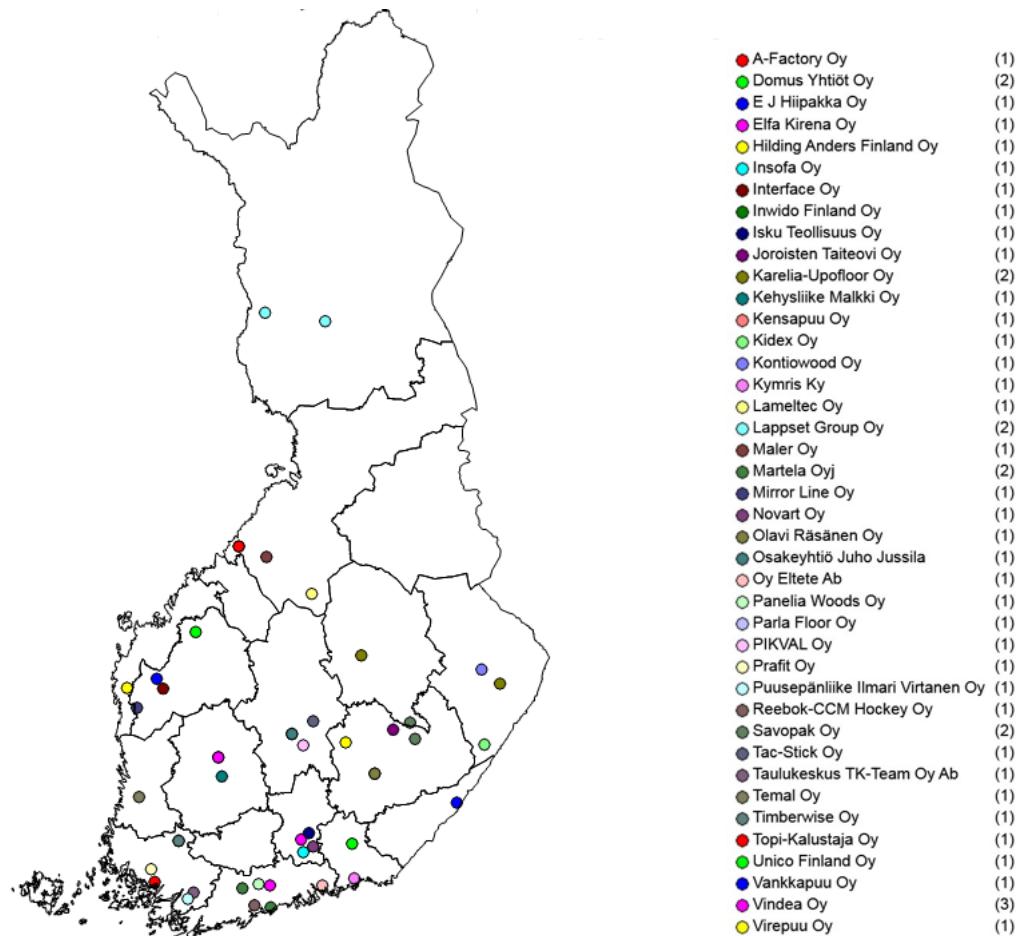 A-Factory Oy (1)
Domus Yhtiöt Oy (2)
E J Hiipakka Oy (1)
Elfa Kirena Oy (1)
Hilding Anders Finland Oy (1)
Insofa Oy (1)
Interface Oy (1)
Inwido Finland Oy (1)
Isku Teollisuus Oy (1)
Joroisten Taiteovi Oy (1)
Karelia-Upofloor Oy (2)
Kehysliike Malkki Oy (1)
Kensapuu Oy (1)
Kidex Oy (1)
Kontiowood Oy (1)
Kymris Ky (1)
Lameltec Oy (1)
Lappset Group Oy (2)
Maler Oy (1)
Martela Oyj (2)
Mirror Line Oy (1)
Novart Oy (1)
Olavi Räsänen Oy (1)
Osakeyhtiö Juho Jussila (1)
Oy Eltete Ab (1)
Panelia Woods Oy (1)
Parla Floor Oy (1)
PIKVAL Oy (1)
Prafit Oy (1)
Puusepänliike Ilmari Virtanen Oy (1)
Reebok-CCM Hockey Oy (1)
Savopak Oy (2)
Tac-Stick Oy (1)
Taulukeskus TK-Team Oy Ab (1)
Temal Oy (1)
Timberwise Oy (1)
Topi-Kalustaja Oy (1)
Unico Finland Oy (1)
Vankkapuu Oy (1)
Vindea Oy (3)
Virepuu Oy (1)